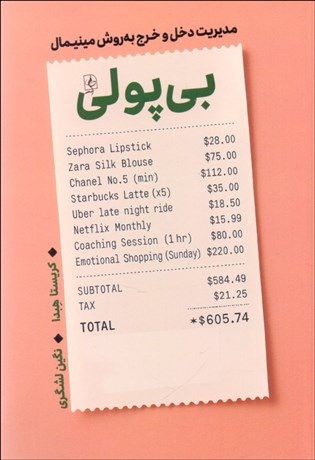 مدیریت دخل و خرج به‌روش مینیمال
بی‌پولی
Sephora Lipstick $28.00
Zara Silk Blouse $75.00
Chanel No.5 (min) $112.00
Starbucks Latte (x5) $35.00
Uber late night ride $18.50
Netflix Monthly $15.99
Coaching Session (1hr) $80.00
Emotional Shopping (Sunday) $220.00
SUBTOTAL $584.49
TAX $21.25
TOTAL *$605.74
کریستا هبدا ◆ نگین لشگری ◆